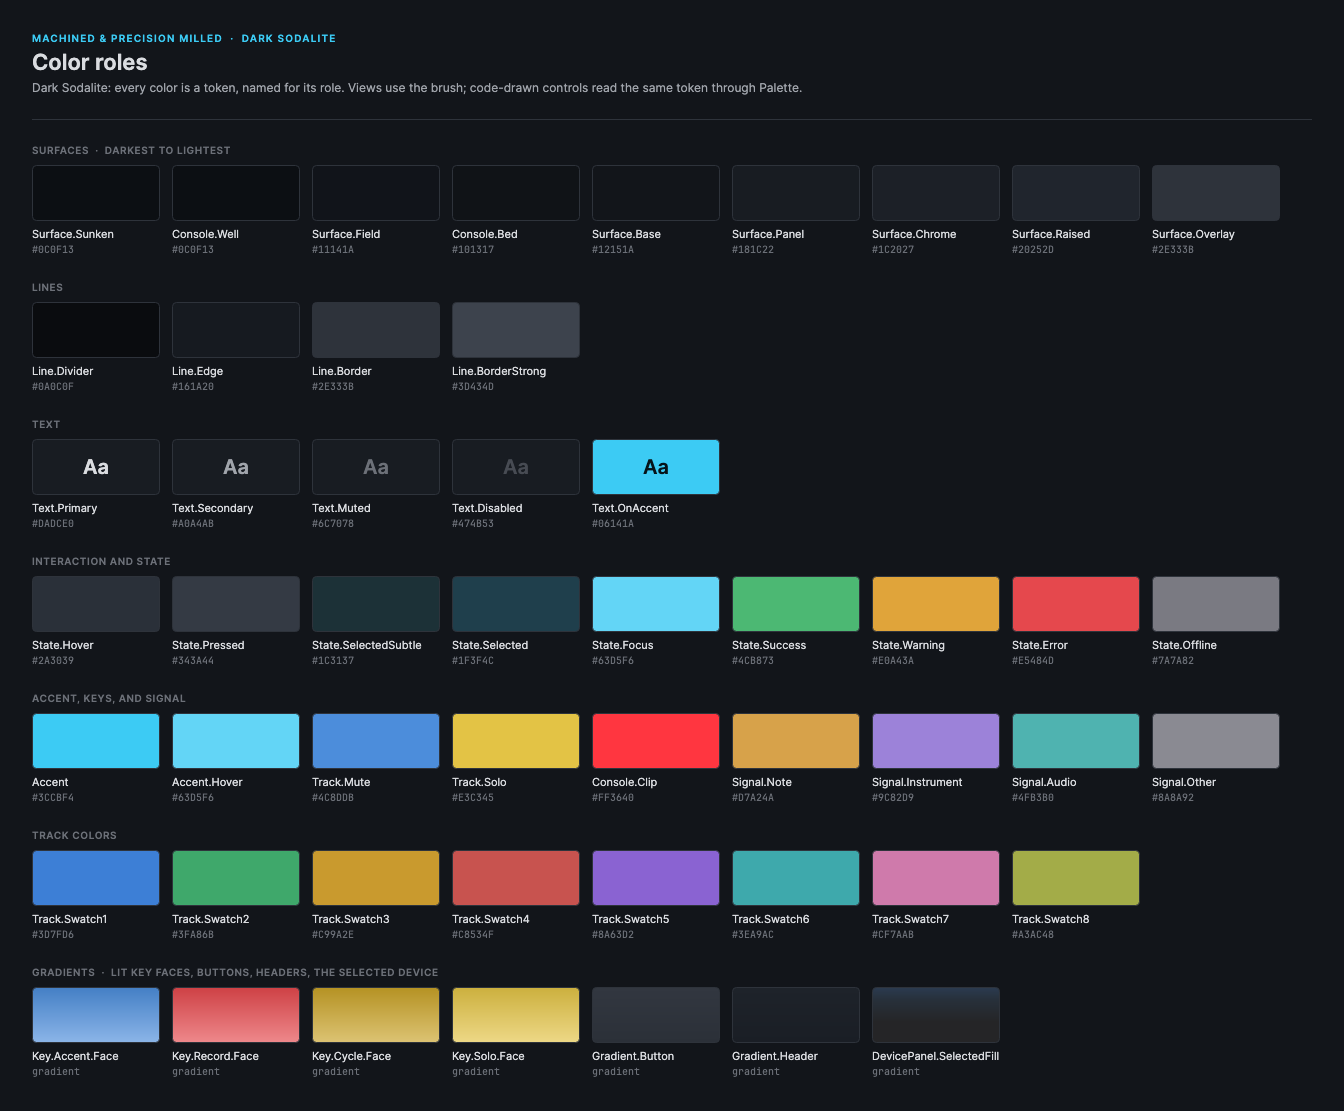 MACHINED & PRECISION MILLED · DARK SODALITE
Color roles
Dark Sodalite: every color is a token, named for its role. Views use the brush; code-drawn controls read the same token through Palette.
SURFACES · DARKEST TO LIGHTEST
Surface.Sunken Console.Well Surface.Field Console.Bed Surface.Base Surface.Panel Surface.Chrome Surface.Raised Surface.Overlay
#0C0F13 #0C0F13 #11141A #101317 #12151A #181C22 #1C2027 #20252D #2E333B
LINES
Line.Divider Line.Edge Line.Border Line.BorderStrong
#0A0C0F #161A20 #2E333B #3D434D
TEXT
Aa Aa Aa Aa Aa
Text.Primary Text.Secondary Text.Muted Text.Disabled Text.OnAccent
#DADCE0 #A0A4AB #6C7078 #474B53 #06141A
INTERACTION AND STATE
State.Hover State.Pressed State.SelectedSubtle State.Selected State.Focus State.Success State.Warning State.Error State.Offline
#2A3039 #343A44 #1C3137 #1F3F4C #63D5F6 #4CB873 #E0A43A #E5484D #7A7A82
ACCENT, KEYS, AND SIGNAL
Accent Accent.Hover Track.Mute Track.Solo Console.Clip Signal.Note Signal.Instrument Signal.Audio Signal.Other
#3CCBF4 #63D5F6 #4C8DDB #E3C345 #FF3640 #D7A24A #9C82D9 #4FB3B0 #8A8A92
TRACK COLORS
Track.Swatch1 Track.Swatch2 Track.Swatch3 Track.Swatch4 Track.Swatch5 Track.Swatch6 Track.Swatch7 Track.Swatch8
#3D7FD6 #3FA86B #C99A2E #C8534F #8A63D2 #3EA9AC #CF7AAB #A3AC48
GRADIENTS · LIT KEY FACES, BUTTONS, HEADERS, THE SELECTED DEVICE
Key.Accent.Face Key.Record.Face Key.Cycle.Face Key.Solo.Face Gradient.Button Gradient.Header DevicePanel.SelectedFill
gradient gradient gradient gradient gradient gradient gradient